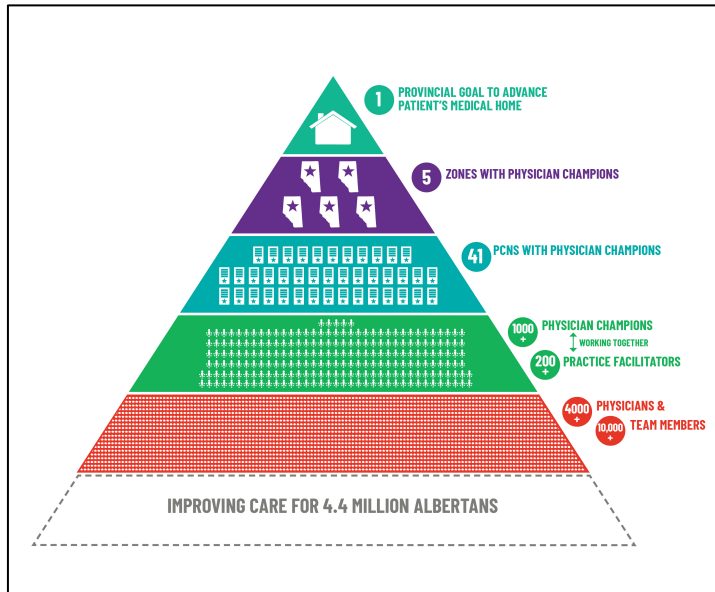 1
PROVINCIAL GOAL TO ADVANCE
PATIENT'S MEDICAL HOME
5
ZONES WITH PHYSICIAN CHAMPIONS
41
PCNS WITH PHYSICIAN CHAMPIONS
1000
+
PHYSICIAN CHAMPIONS
WORKING TOGETHER
200
+
PRACTICE FACILITATORS
4000
+
PHYSICIANS &
10,000
+
TEAM MEMBERS
IMPROVING CARE FOR 4.4 MILLION ALBERTANS